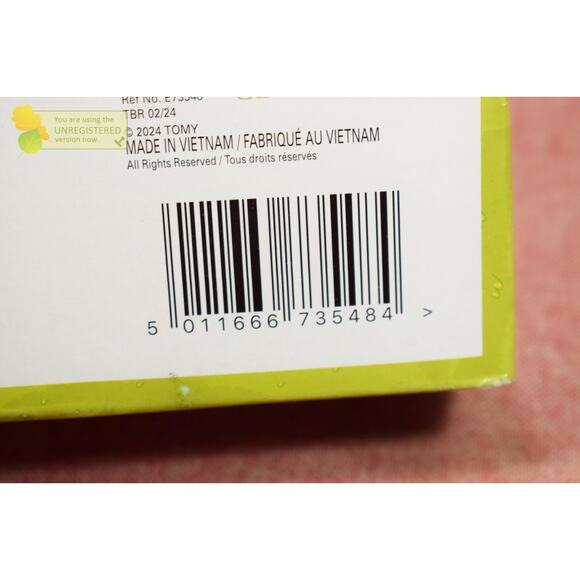 Ref No. E73548
TBR 02/24
© 2024 TOMY
MADE IN VIETNAM / FABRIQUÉ AU VIETNAM
All Rights Reserved / Tous droits réservés
5 011666 735484 >
You are using the
UNREGISTERED
version now.